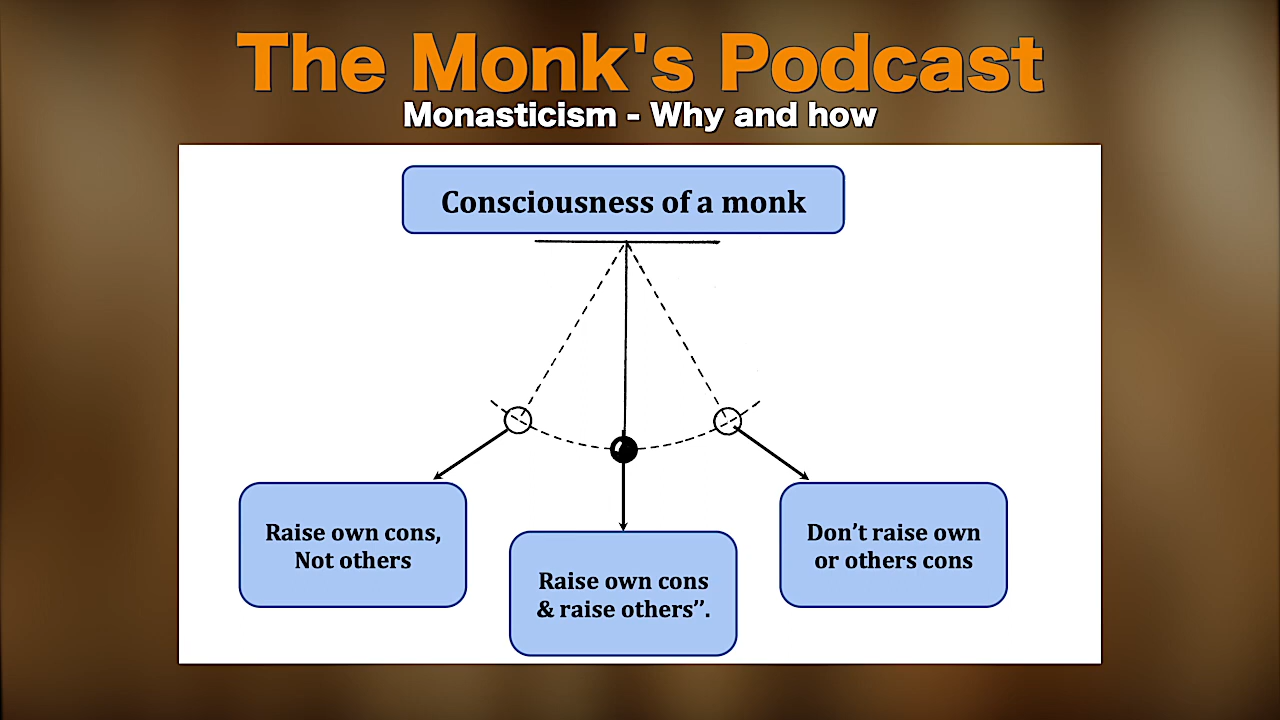 The Monk's Podcast
Monasticism - Why and how
Consciousness of a monk
Raise own cons,
Not others
Raise own cons
& raise others”.
Don’t raise own
or others cons